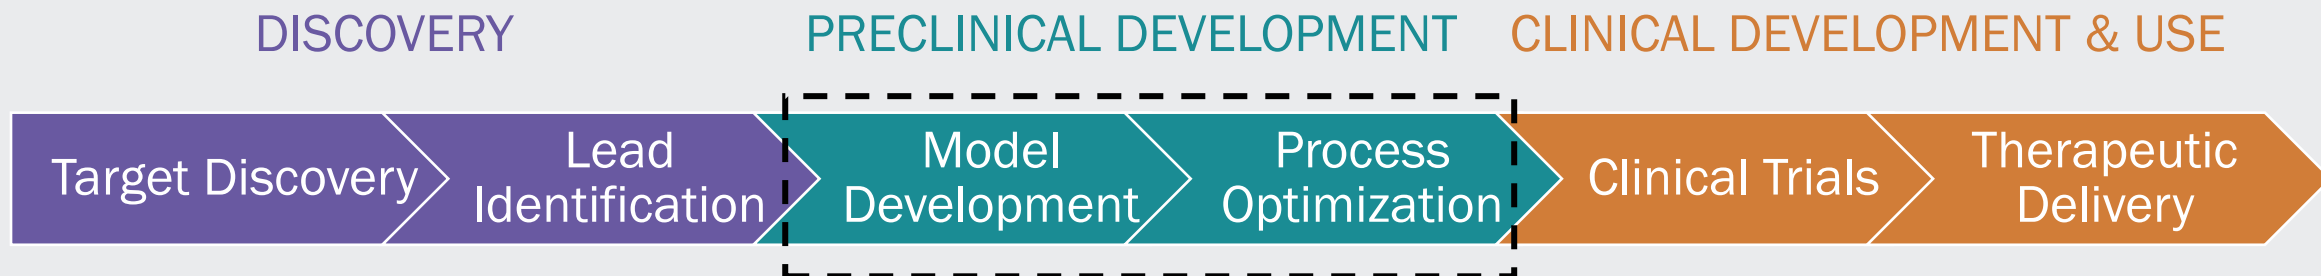 DISCOVERY
PRECLINICAL DEVELOPMENT
CLINICAL DEVELOPMENT & USE
Target Discovery
Lead
Identification
Model
Development
Process
Optimization
Clinical Trials
Therapeutic
Delivery